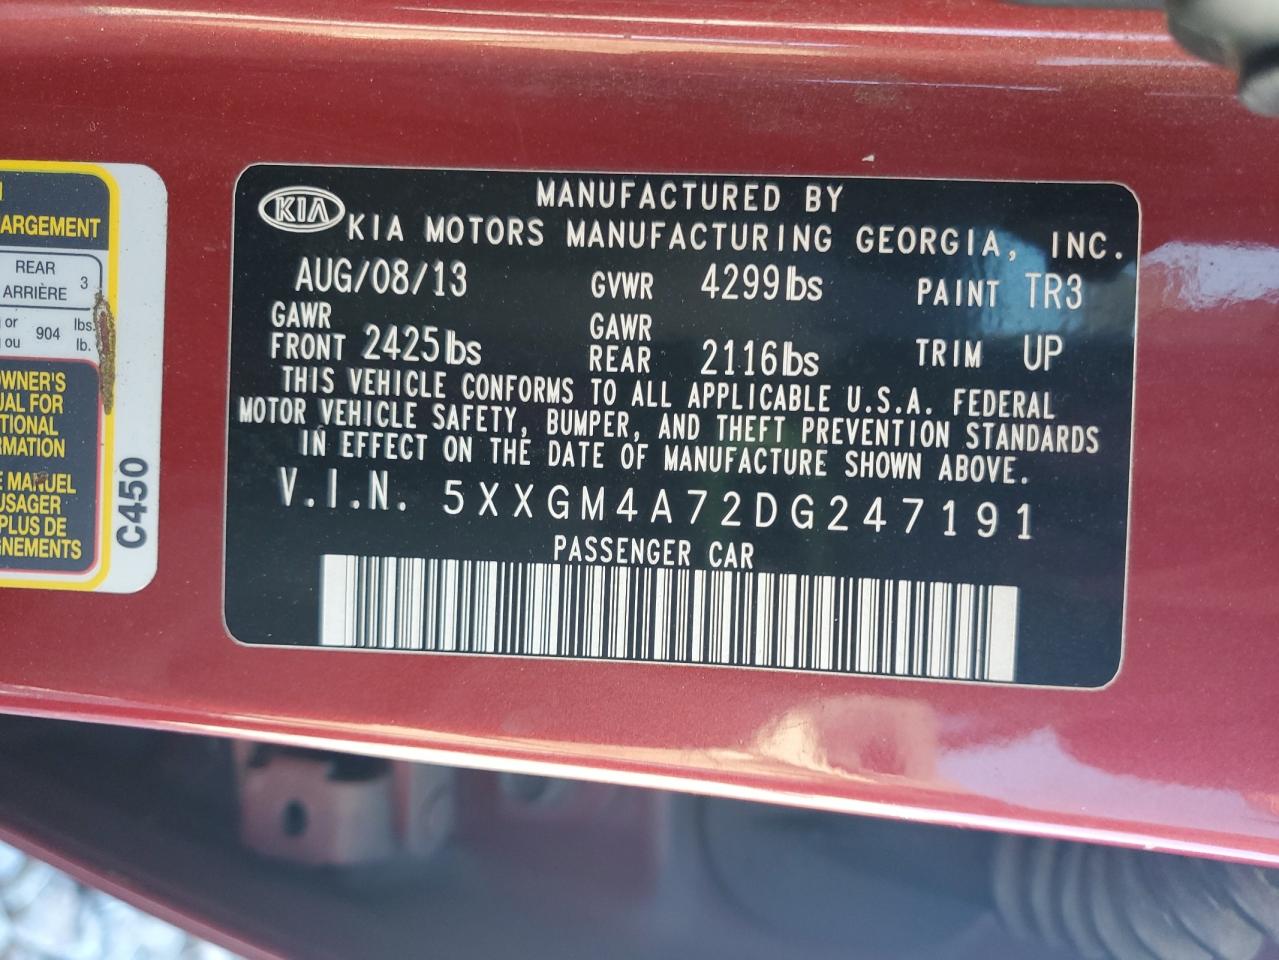 ARGEMENT
REAR
ARRIÈRE 3
or 904 lbs.
ou lb.
OWNER'S
UAL FOR
TIONAL
RMATION
E MANUEL
USAGER
PLUS DE
GNEMENTS
C450
KIA
MANUFACTURED BY
KIA MOTORS MANUFACTURING GEORGIA, INC.
AUG/08/13 GVWR 4299lbs PAINT TR3
GAWR FRONT 2425lbs GAWR REAR 2116lbs TRIM UP
THIS VEHICLE CONFORMS TO ALL APPLICABLE U.S.A. FEDERAL
MOTOR VEHICLE SAFETY, BUMPER, AND THEFT PREVENTION STANDARDS
IN EFFECT ON THE DATE OF MANUFACTURE SHOWN ABOVE.
V.I.N. 5XXGM4A72DG247191
PASSENGER CAR